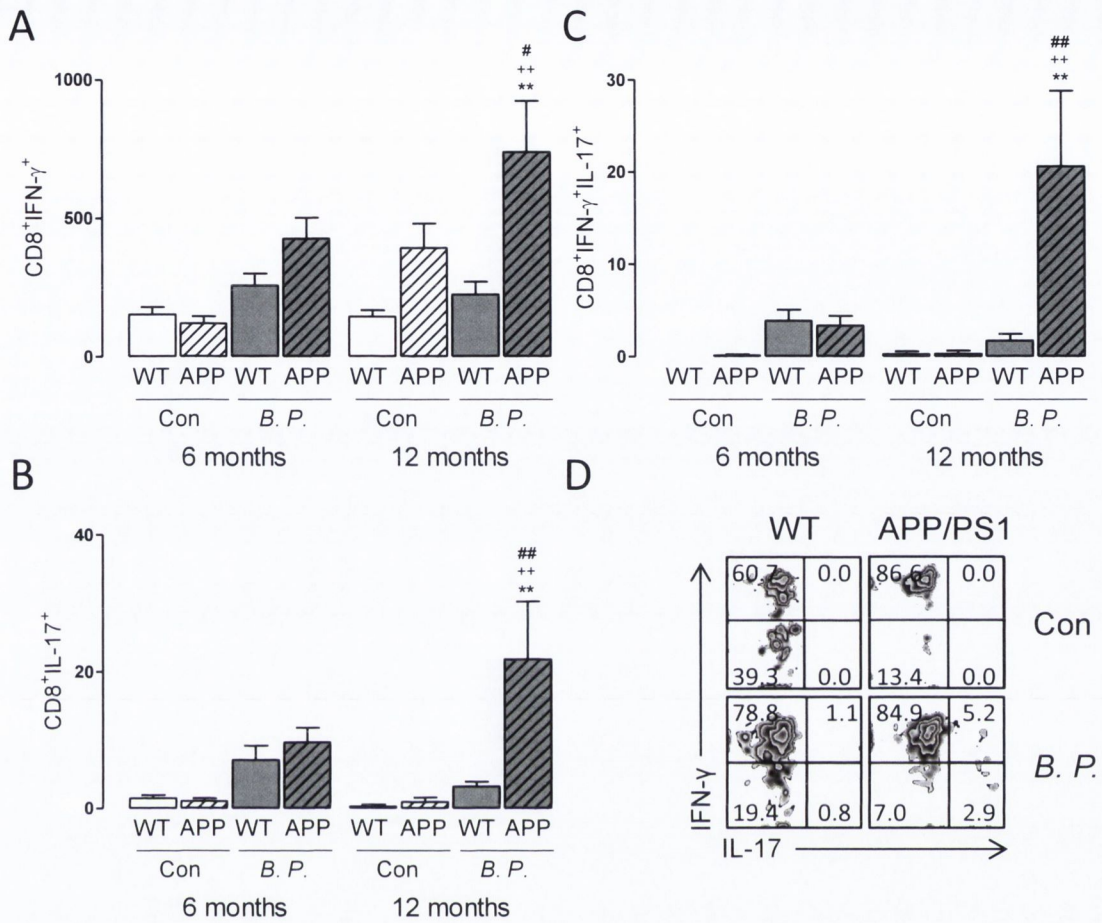 A
CD8+IFN-γ+
1000
500
0
#
++
**
WT APP WT APP WT APP WT APP
Con B. P. Con B. P.
6 months 12 months
C
CD8+IFN-γ+IL-17+
30
20
10
0
##
++
**
WT APP WT APP WT APP WT APP
Con B. P. Con B. P.
6 months 12 months
B
CD8+IL-17+
40
20
0
##
++
**
WT APP WT APP WT APP WT APP
Con B. P. Con B. P.
6 months 12 months
D
WT APP/PS1
60.7 0.0 86.6 0.0
39.3 0.0 13.4 0.0
Con
78.8 1.1 84.9 5.2
19.4 0.8 7.0 2.9
B. P.
IFN-γ
IL-17